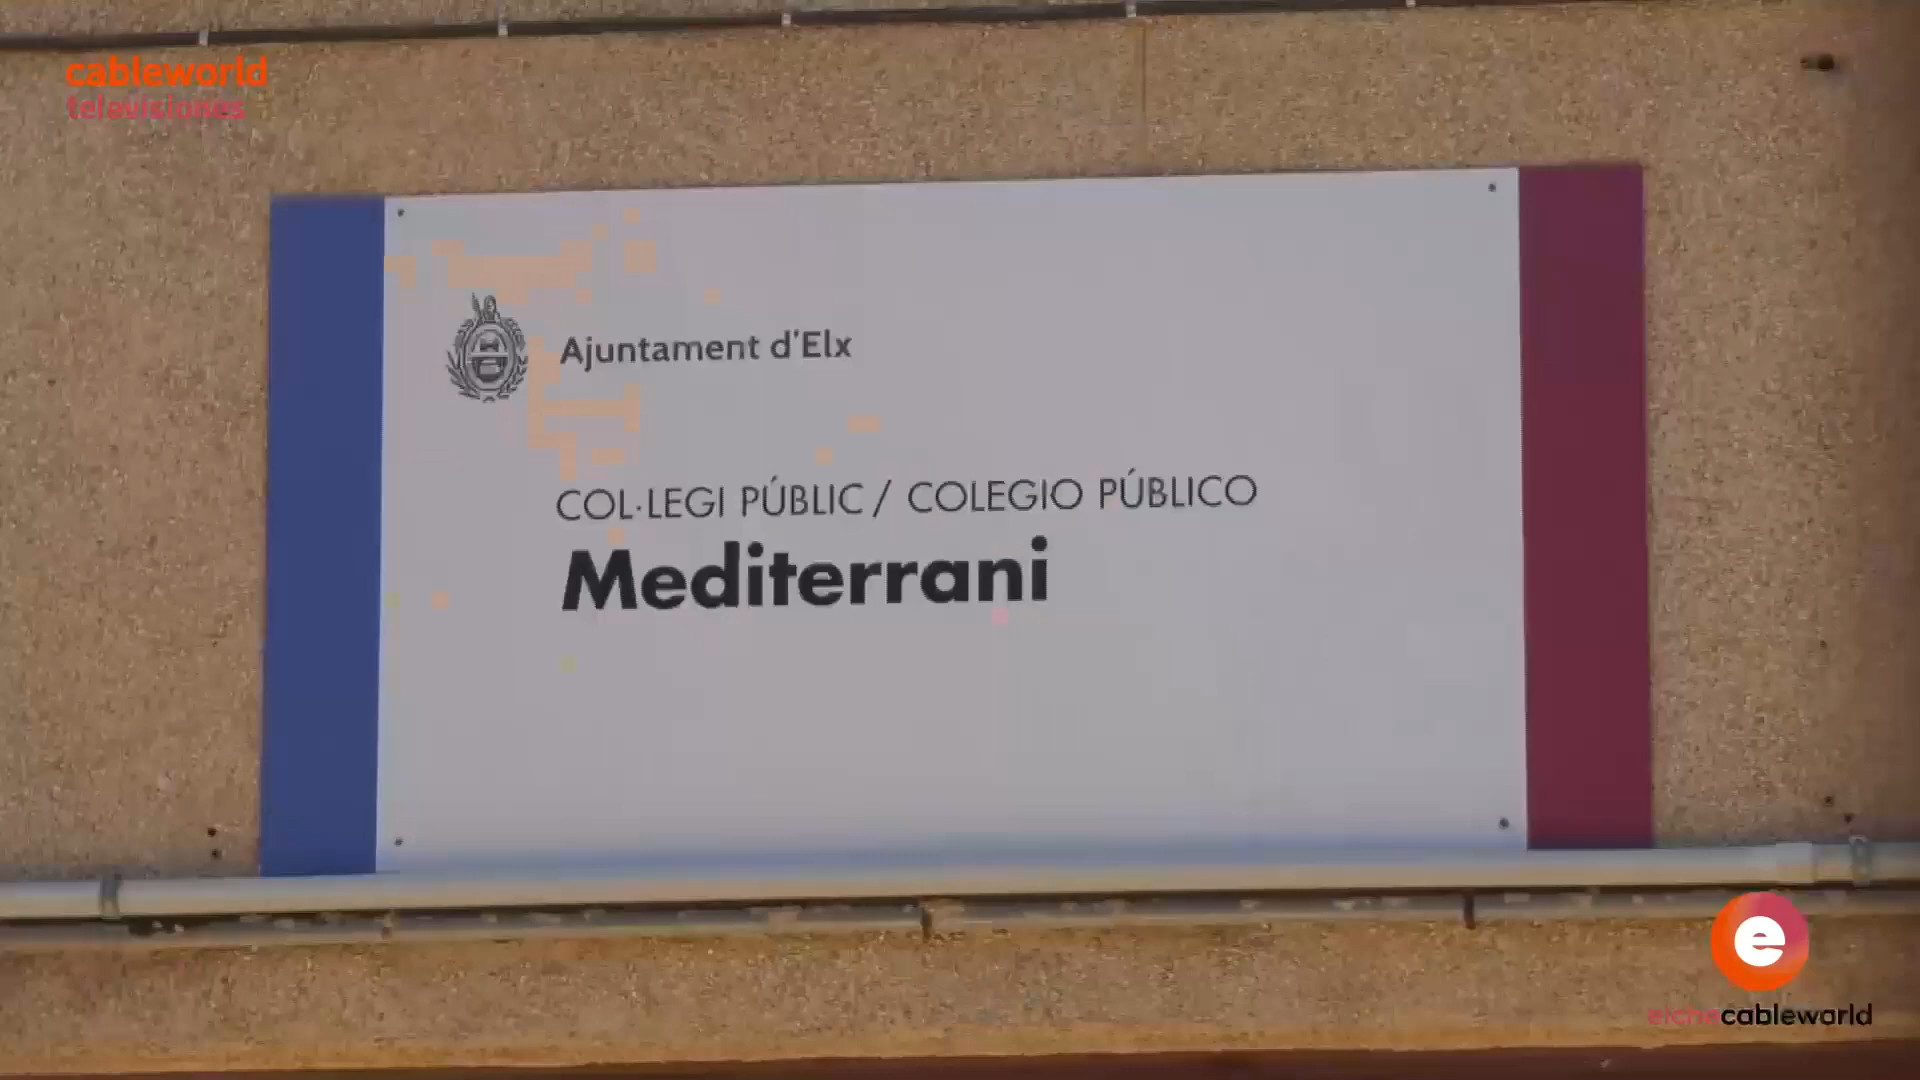 cableworld
televisiones
Ajuntament d'Elx
COL·LEGI PÚBLIC / COLEGIO PÚBLICO
Mediterrani
e
elchecableworld